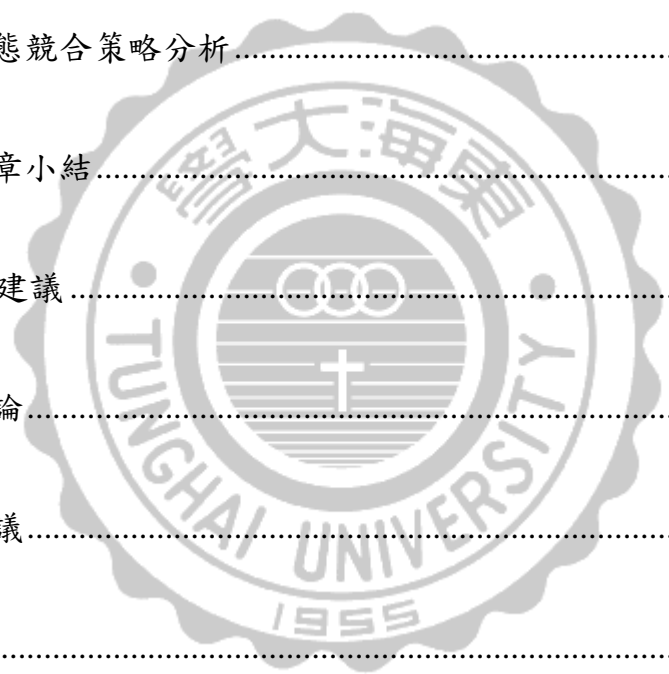 態競合策略分析................................................
章小結................................................................
建議....................................................................
論........................................................................
議........................................................................
............................................................................
東海大學
TUNGHAI UNIVERSITY
1955